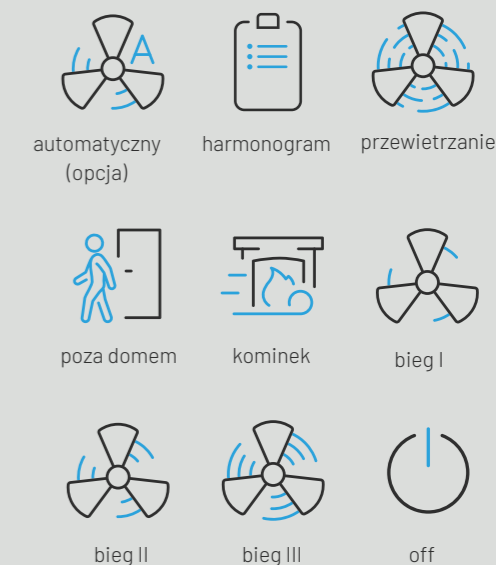 A
automatyczny
(opcja)
harmonogram
przewietrzanie
poza domem
kominek
bieg I
bieg II
bieg III
off